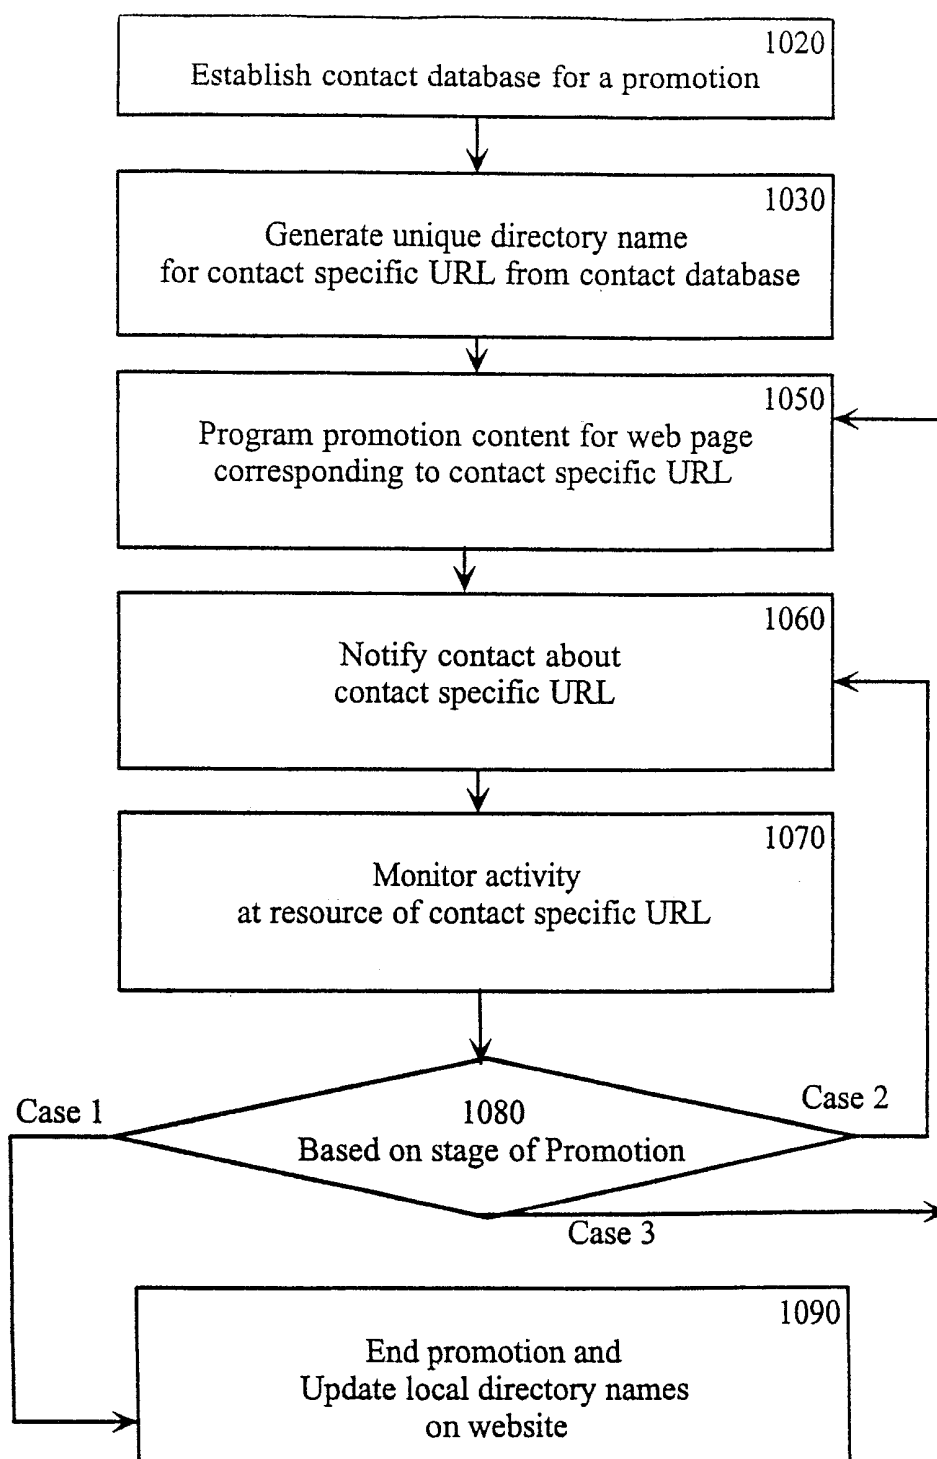 1020
Establish contact database for a promotion
1030
Generate unique directory name
for contact specific URL from contact database
1050
Program promotion content for web page
corresponding to contact specific URL
1060
Notify contact about
contact specific URL
1070
Monitor activity
at resource of contact specific URL
Case 1
Case 2
1080
Based on stage of Promotion
Case 3
1090
End promotion and
Update local directory names
on website